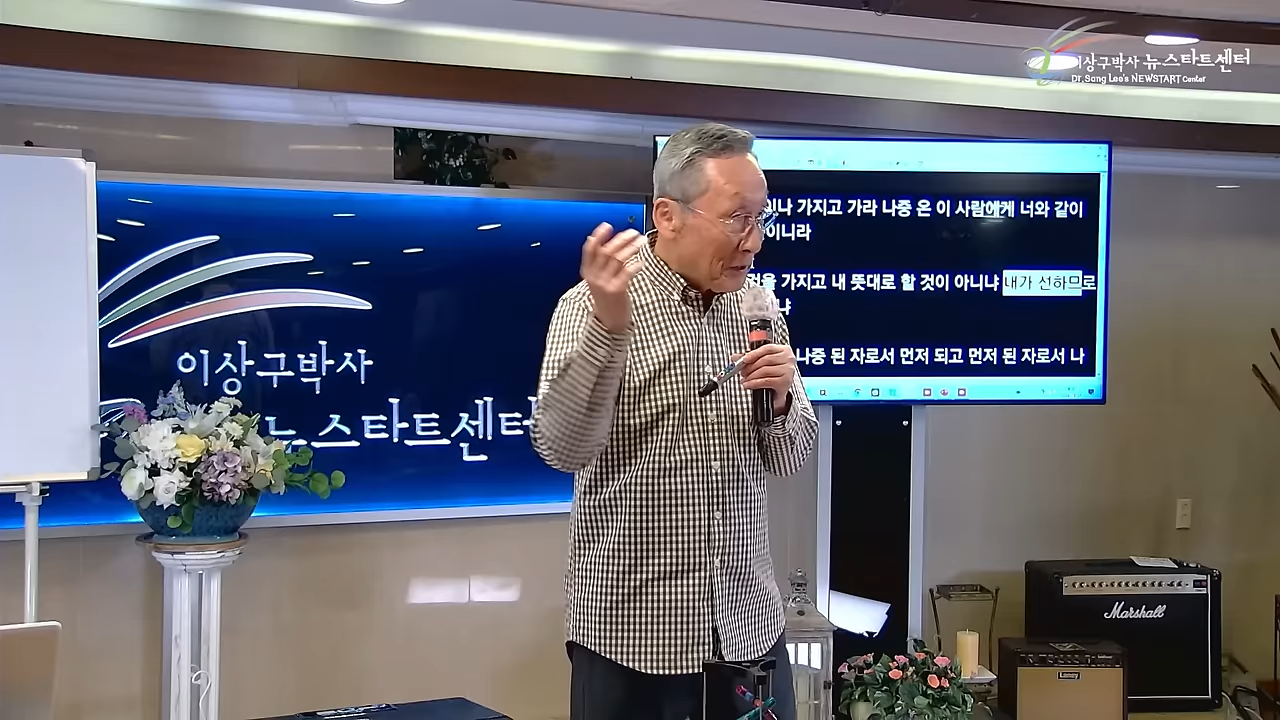 이상구박사 뉴스타트센터
Dr. Sang Lee's NEWSTART Center
이상구박사
뉴스타트센터
가지고 가라 나중 온 이 사람에게 너와 같이
이니라
가지고 내 뜻대로 할 것이 아니냐 내가 선하므로
냐
나중 된 자로서 먼저 되고 먼저 된 자로서 나
Marshall
Laney